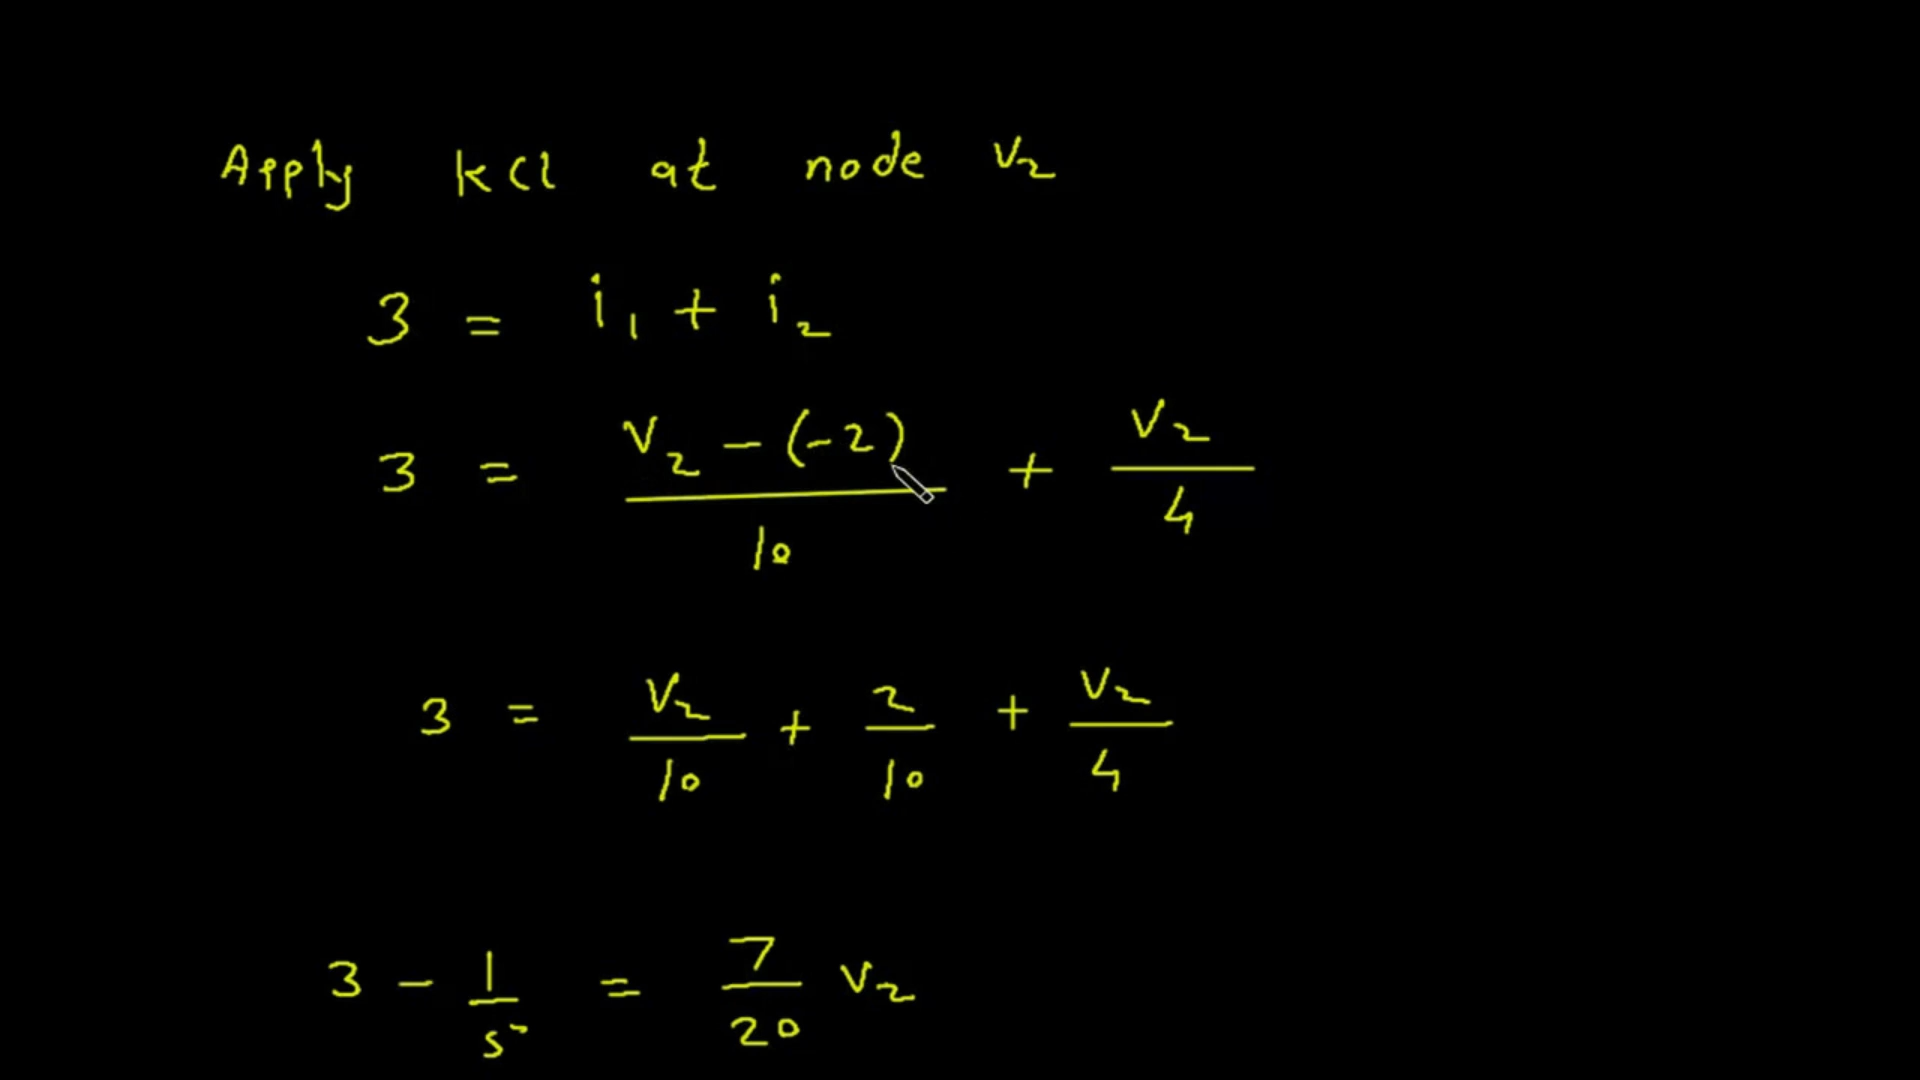 Apply kcl at node V₂
3 = i₁ + i₂
3 = (V₂ - (-2))/10 + V₂/4
3 = V₂/10 + 2/10 + V₂/4
3 - 1/5 = 7/20 V₂